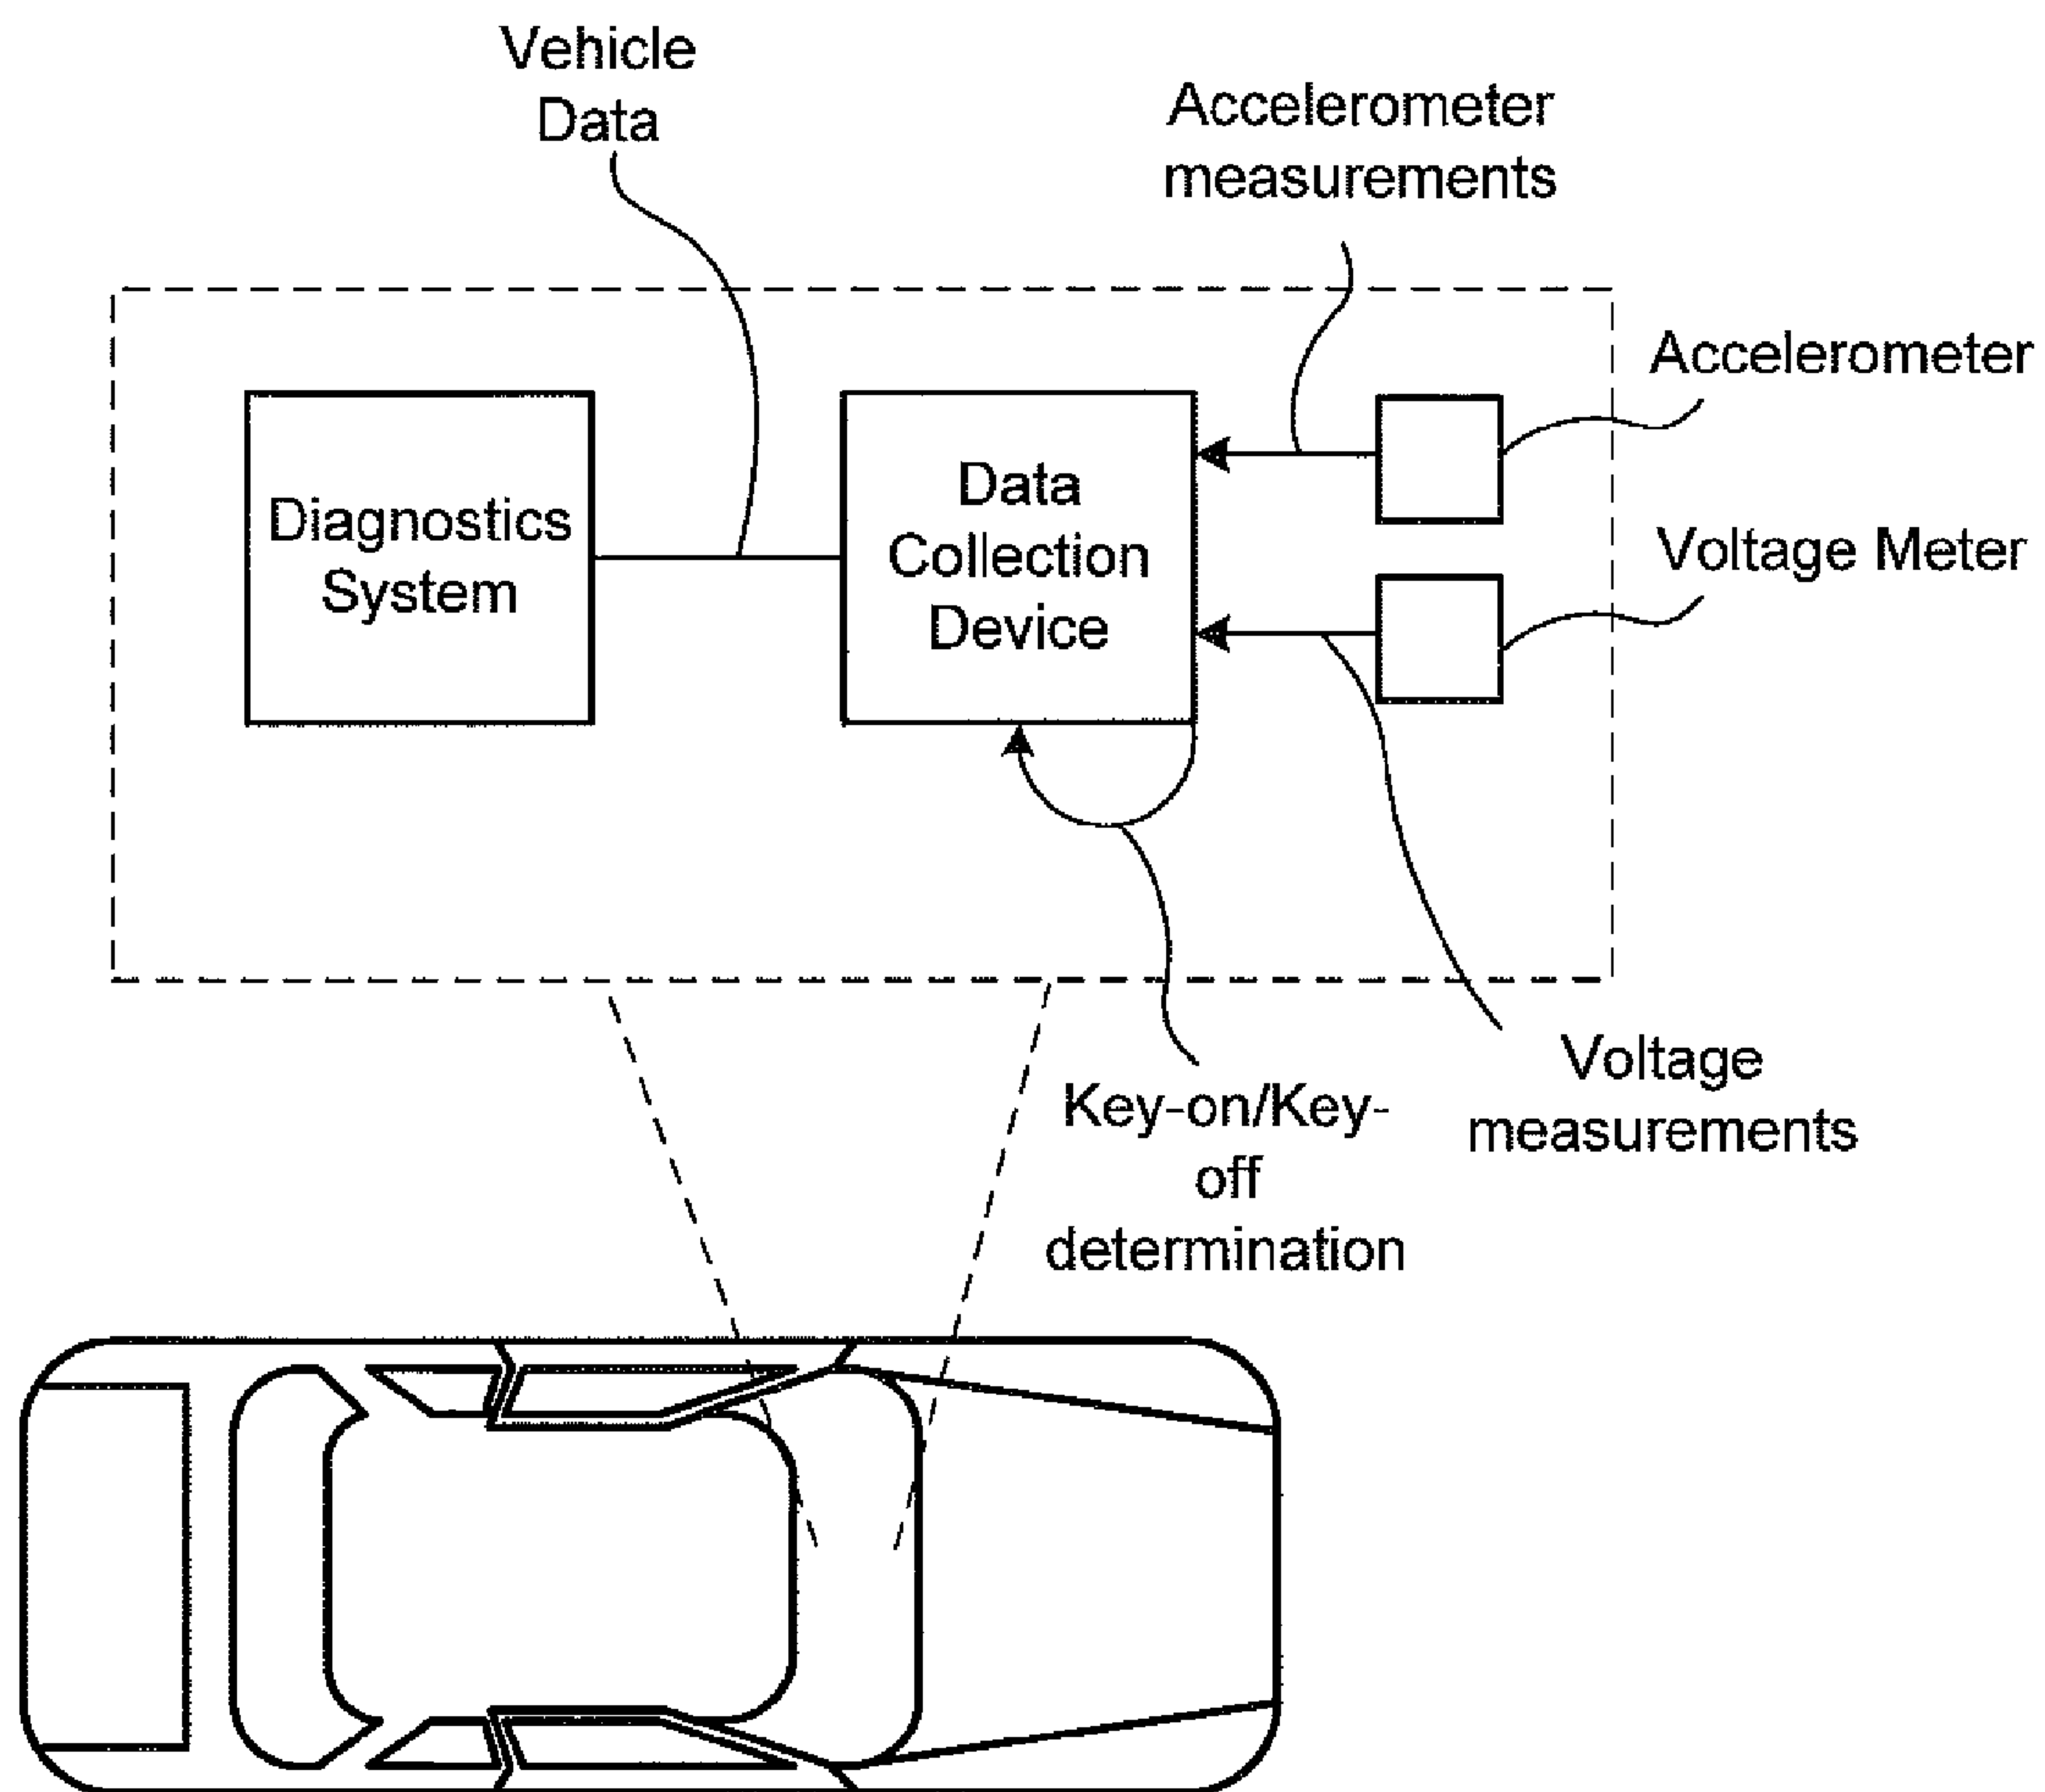 Vehicle
Data
Accelerometer
measurements
Accelerometer
Diagnostics
System
Data
Collection
Device
Voltage Meter
Voltage
measurements
Key-on/Key-
off
determination